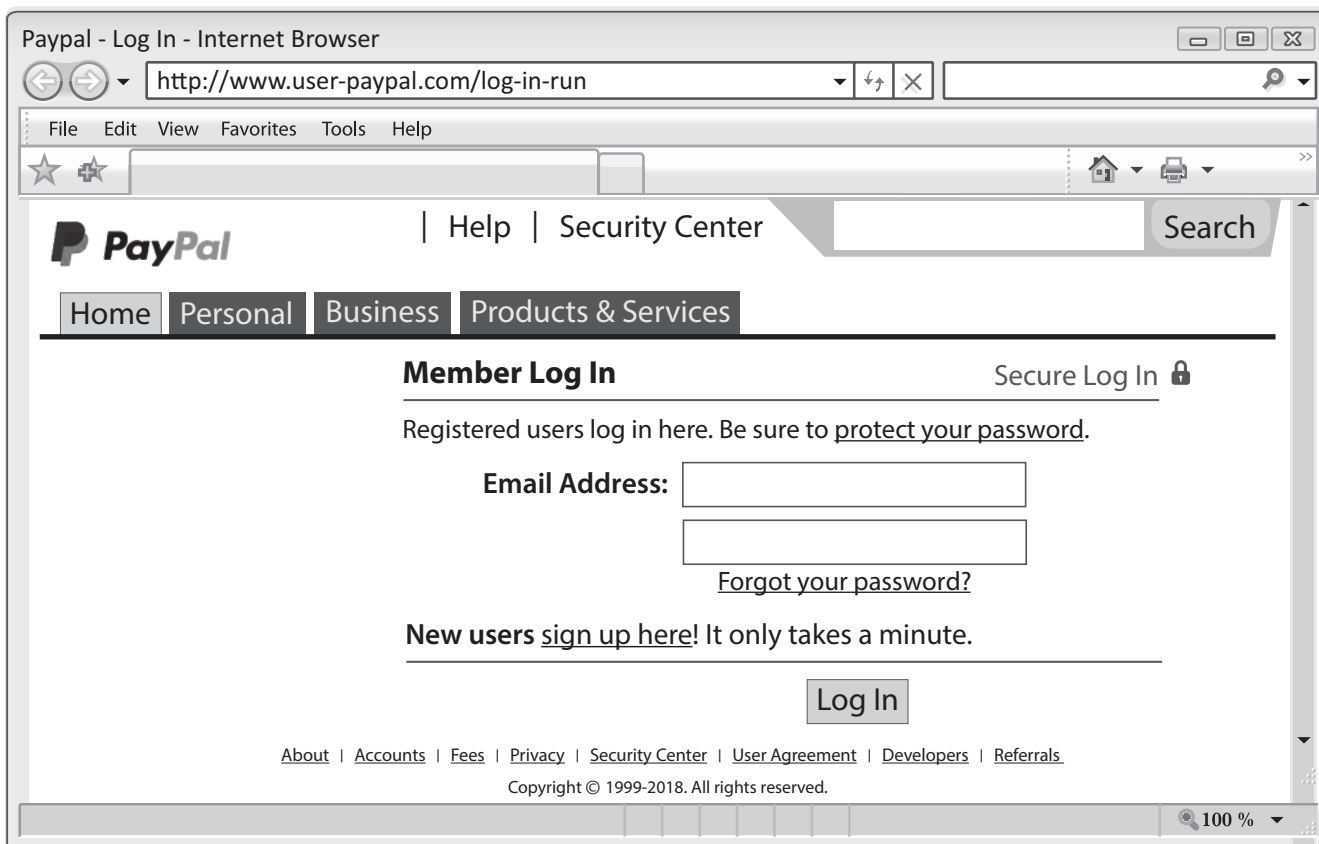 Paypal - Log In - Internet Browser
http://www.user-paypal.com/log-in-run
File Edit View Favorites Tools Help
PayPal | Help | Security Center Search
Home Personal Business Products & Services
Member Log In Secure Log In
Registered users log in here. Be sure to protect your password.
Email Address:
Forgot your password?
New users sign up here! It only takes a minute.
Log In
About | Accounts | Fees | Privacy | Security Center | User Agreement | Developers | Referrals
Copyright © 1999-2018. All rights reserved.
100 %